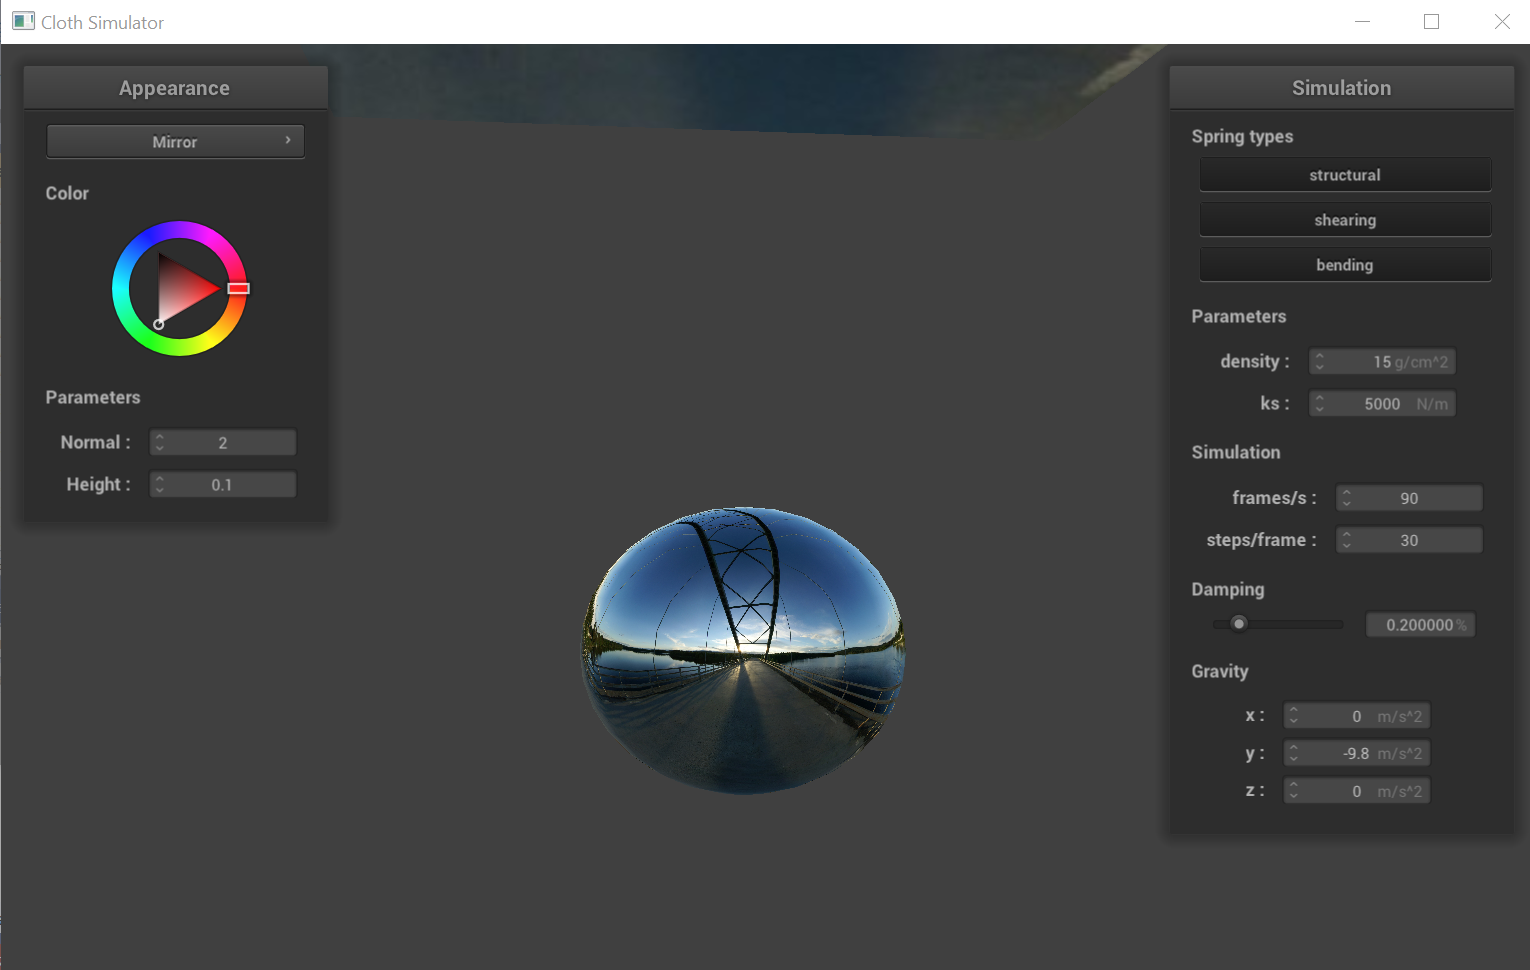 Cloth Simulator
Appearance
Mirror
Color
Parameters
Normal : 2
Height : 0.1
Simulation
Spring types
structural
shearing
bending
Parameters
density : 15 g/cm^2
ks : 5000 N/m
Simulation
frames/s : 90
steps/frame : 30
Damping
0.200000 %
Gravity
x : 0 m/s^2
y : -9.8 m/s^2
z : 0 m/s^2